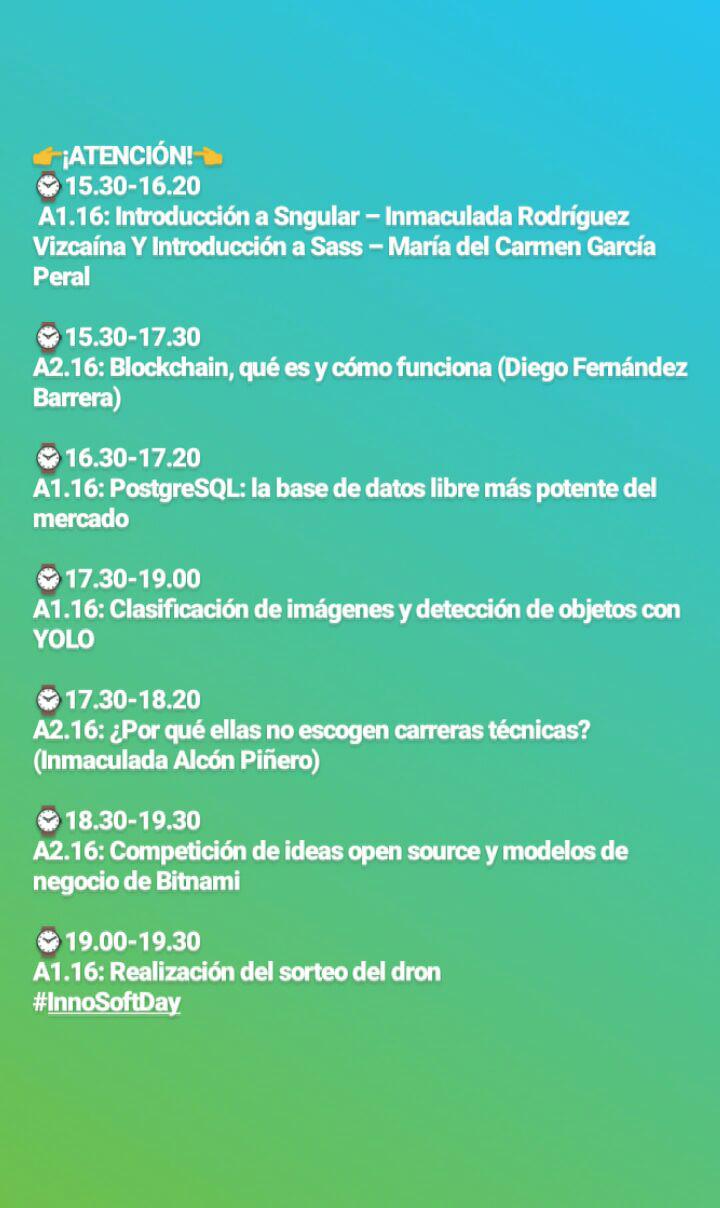 👉¡ATENCIÓN!👈
⌚15.30-16.20
A1.16: Introducción a Sngular – Inmaculada Rodríguez
Vizcaína Y Introducción a Sass – María del Carmen García
Peral
⌚15.30-17.30
A2.16: Blockchain, qué es y cómo funciona (Diego Fernández
Barrera)
⌚16.30-17.20
A1.16: PostgreSQL: la base de datos libre más potente del
mercado
⌚17.30-19.00
A1.16: Clasificación de imágenes y detección de objetos con
YOLO
⌚17.30-18.20
A2.16: ¿Por qué ellas no escogen carreras técnicas?
(Inmaculada Alcón Piñero)
⌚18.30-19.30
A2.16: Competición de ideas open source y modelos de
negocio de Bitnami
⌚19.00-19.30
A1.16: Realización del sorteo del dron
#InnoSoftDay